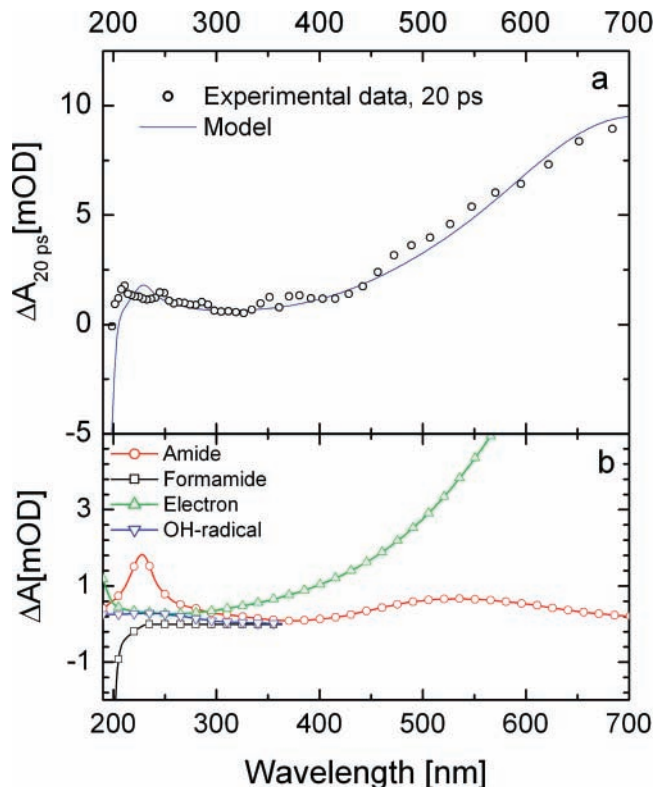 200 300 400 500 600 700
a
Experimental data, 20 ps
Model
10
5
0
-5
ΔA20 ps[mOD]
b
Amide
Formamide
Electron
OH-radical
3
1
-1
ΔA[mOD]
200 300 400 500 600 700
Wavelength [nm]